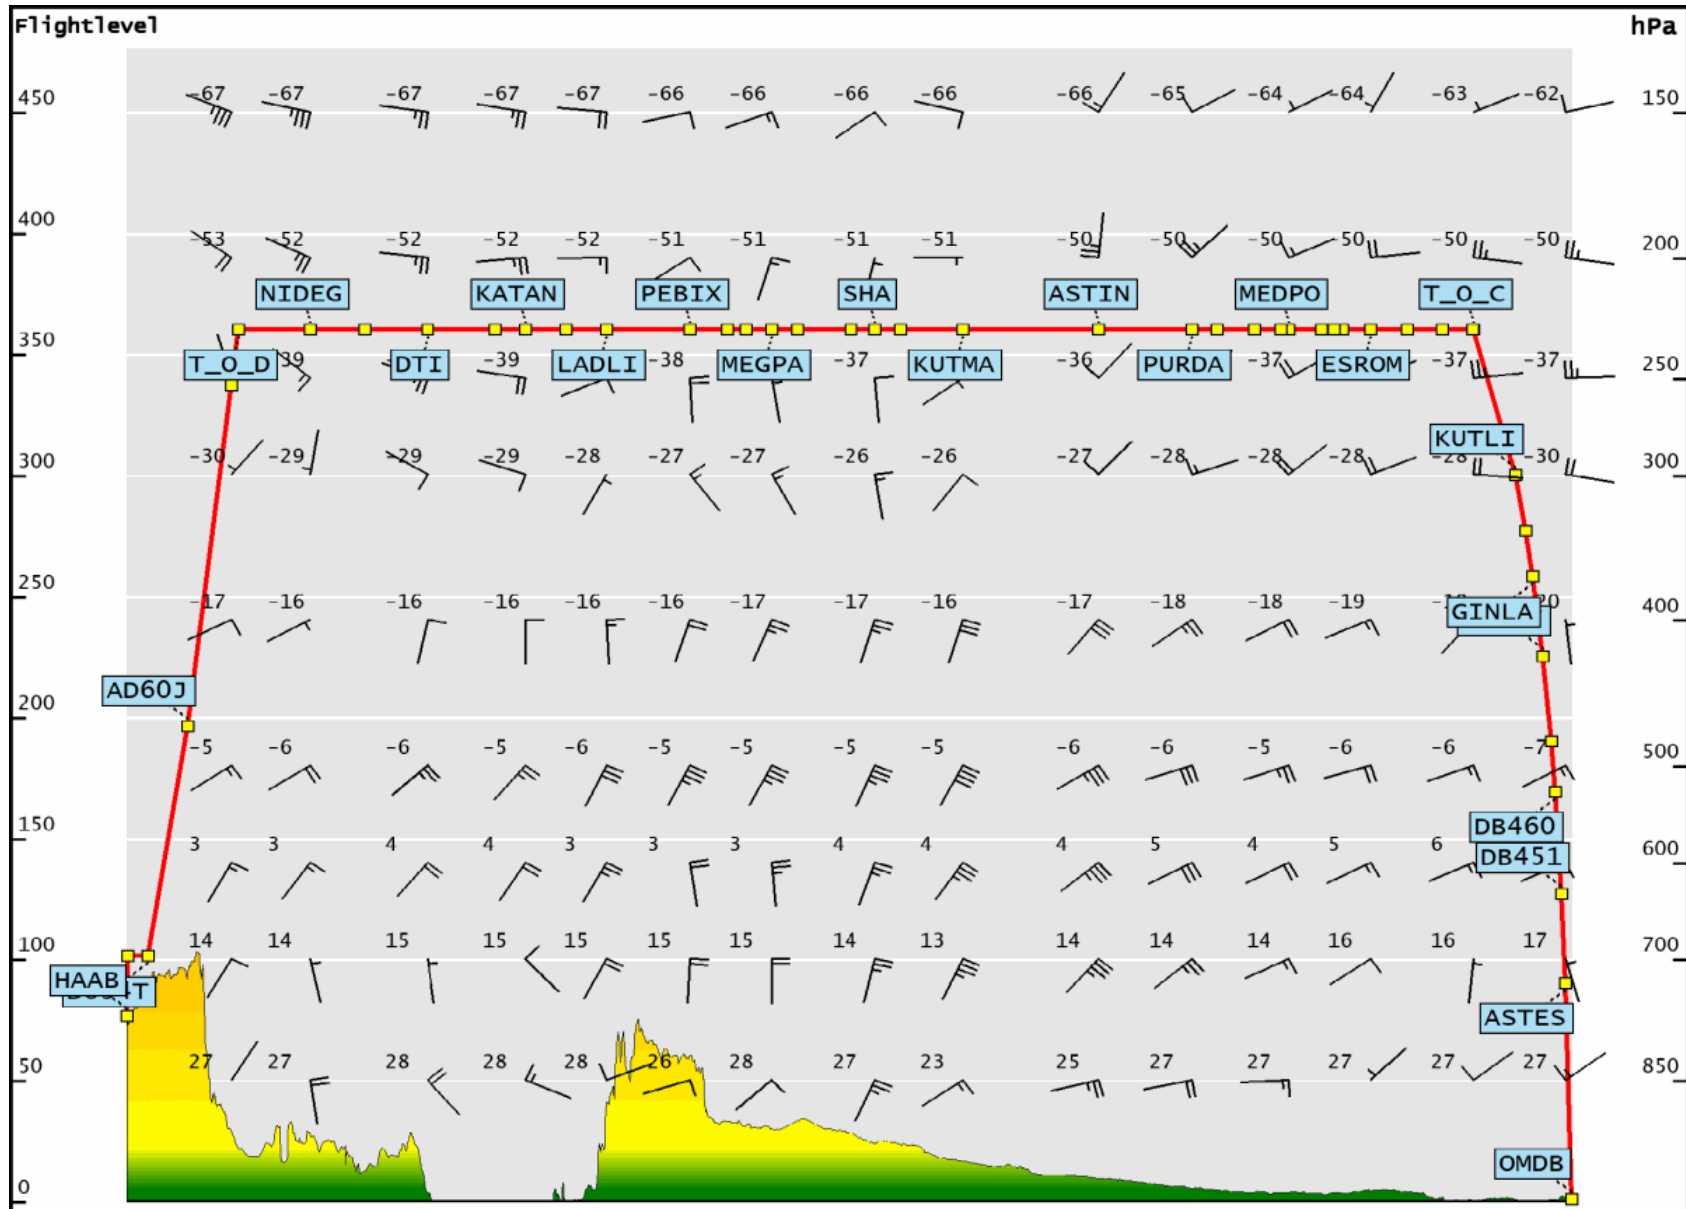 Flightlevel hPa
-67 -67 -67 -67 -67 -66 -66 -66 -66 -66 -65 -64 -64 -63 -62
450 150
400
-53 -52 -52 -52 -52 -51 -51 -51 -51 -50 -50 -50 -50 -50 -50
200
NIDEG KATAN PEBIX SHA ASTIN MEDPO T_O_C
350
T_O_D 39 DTI -39 LADLI -38 MEGPA -37 KUTMA -36 PURDA -37 ESROM -37 -37
250
KUTLI
-30 -29 -29 -29 -28 -27 -27 -26 -26 -27 -28 -28 -28 -28 -30
300 300
250
-17 -16 -16 -16 -16 -16 -17 -17 -16 -17 -18 -18 -19 20
GINLA
400
AD60J
200
-5 -6 -6 -5 -6 -5 -5 -5 -5 -6 -6 -5 -6 -6 -7
500
DB460
150
3 3 4 4 3 3 3 4 4 4 5 4 5 6
DB451
600
100
14 14 15 15 15 15 15 14 13 14 14 14 16 16 17
700
HAAB
ASTES
50
27 27 28 28 28 26 28 27 23 25 27 27 27 27 27
850
OMDB
0